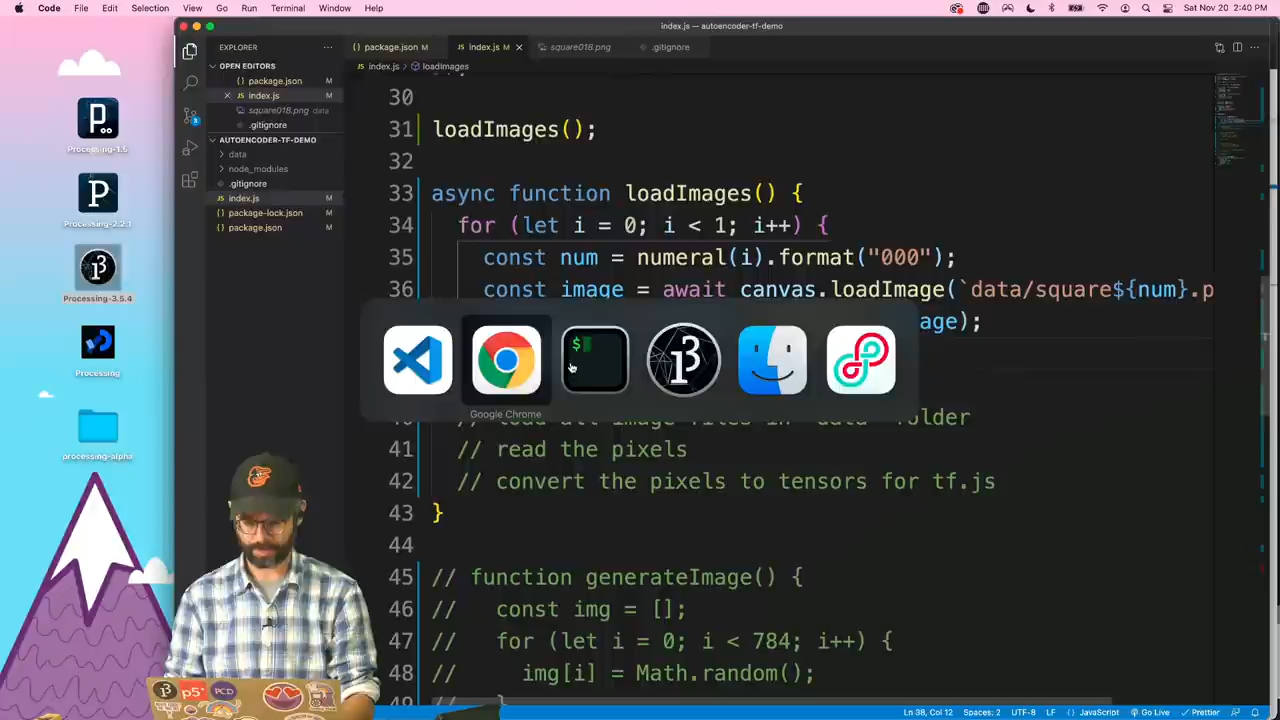 Code File Edit Selection View Go Run Terminal Window Help Sat Nov 20 2:40 PM
index.js — autoencoder-tf-demo
EXPLORER
OPEN EDITORS
package.json M
index.js M
square018.png data
.gitignore
AUTOENCODER-TF-DEMO
data
node_modules
.gitignore
index.js M
package-lock.json M
package.json M
package.json M
index.js M
square018.png
.gitignore
index.js > loadImages
30
31 loadImages();
32
33 async function loadImages() {
34 for (let i = 0; i < 1; i++) {
35 const num = numeral(i).format("000");
36 const image = await canvas.loadImage(`data/square${num}.p
age);
Google Chrome
41 // read the pixels
42 // convert the pixels to tensors for tf.js
43 }
44
45 // function generateImage() {
46 // const img = [];
47 // for (let i = 0; i < 784; i++) {
48 // img[i] = Math.random();
Processing-1.5
Processing-2.2.1
Processing-3.5.4
Processing
processing-alpha
Ln 38, Col 12 Spaces: 2 UTF-8 LF JavaScript Go Live Prettier
p5*
PCD